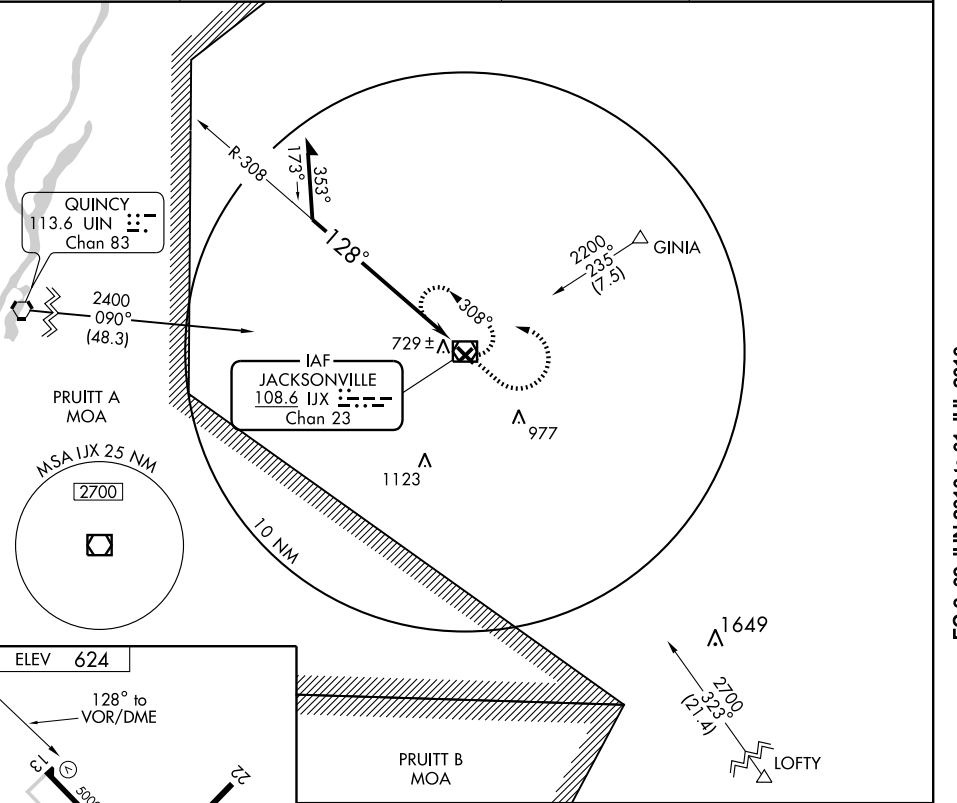 R-308
173°
353°
128°
QUINCY
113.6 UIN
Chan 83
2400
090°
(48.3)
2200
235°
(7.5)
GINIA
308°
729 ±
IAF
JACKSONVILLE
108.6 IJX
Chan 23
977
1123
PRUITT A
MOA
MSA IJX 25 NM
2700
10 NM
1649
2700
323°
(21.4)
LOFTY
PRUITT B
MOA
ELEV 624
128° to
VOR/DME
13
V
22